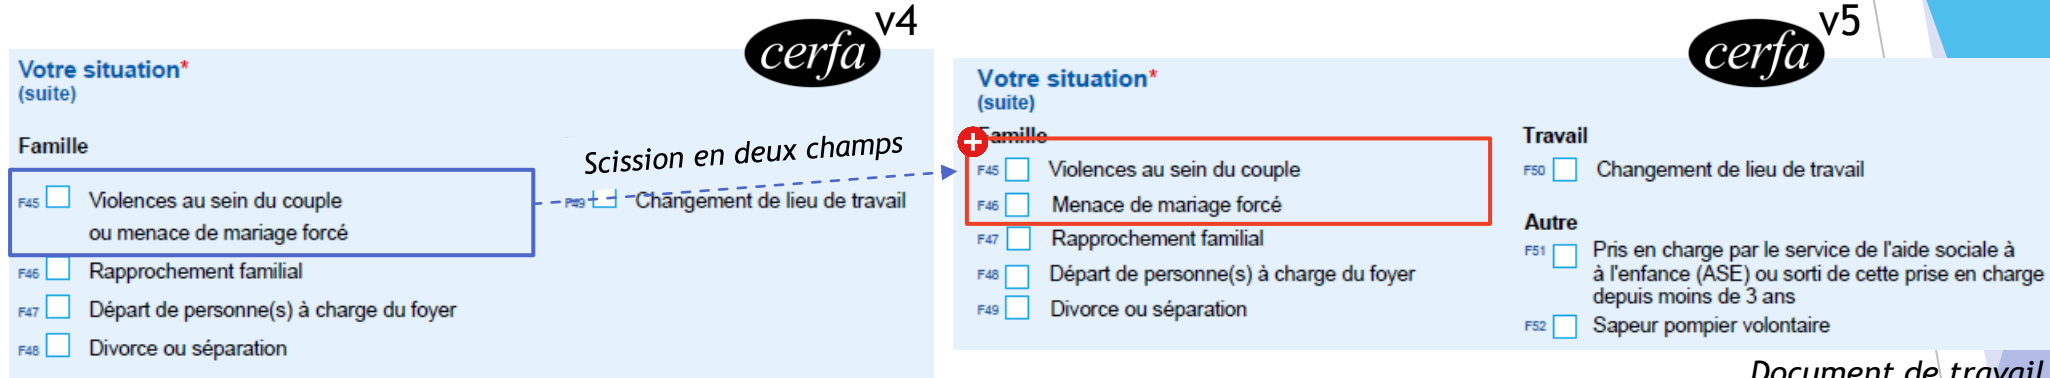 cerfa v4
Votre situation*
(suite)
Famille
F45 Violences au sein du couple
ou menace de mariage forcé
F46 Rapprochement familial
F47 Départ de personne(s) à charge du foyer
F48 Divorce ou séparation
F49 Changement de lieu de travail
Scission en deux champs
cerfa v5
Votre situation*
(suite)
Famille
F45 Violences au sein du couple
F46 Menace de mariage forcé
F47 Rapprochement familial
F48 Départ de personne(s) à charge du foyer
F49 Divorce ou séparation
Travail
F50 Changement de lieu de travail
Autre
F51 Pris en charge par le service de l'aide sociale à
à l'enfance (ASE) ou sorti de cette prise en charge
depuis moins de 3 ans
F52 Sapeur pompier volontaire
Document de travail